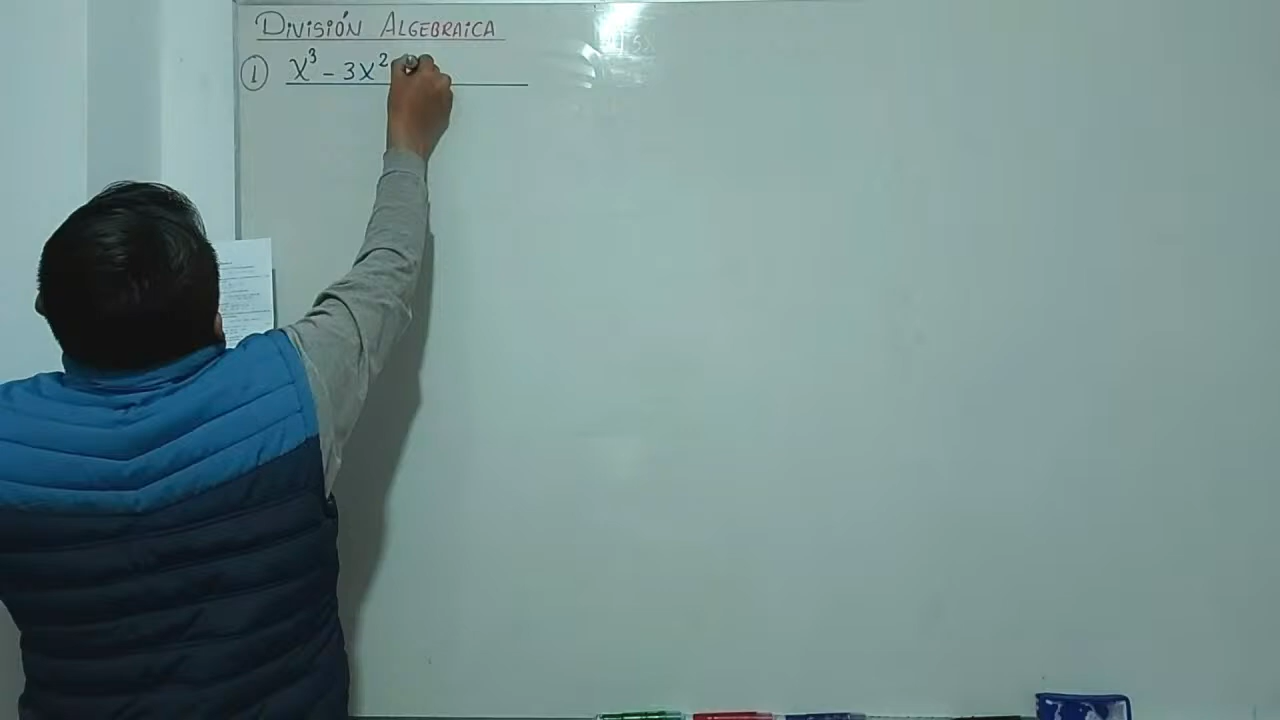 División Algebraica
① x³ - 3x²